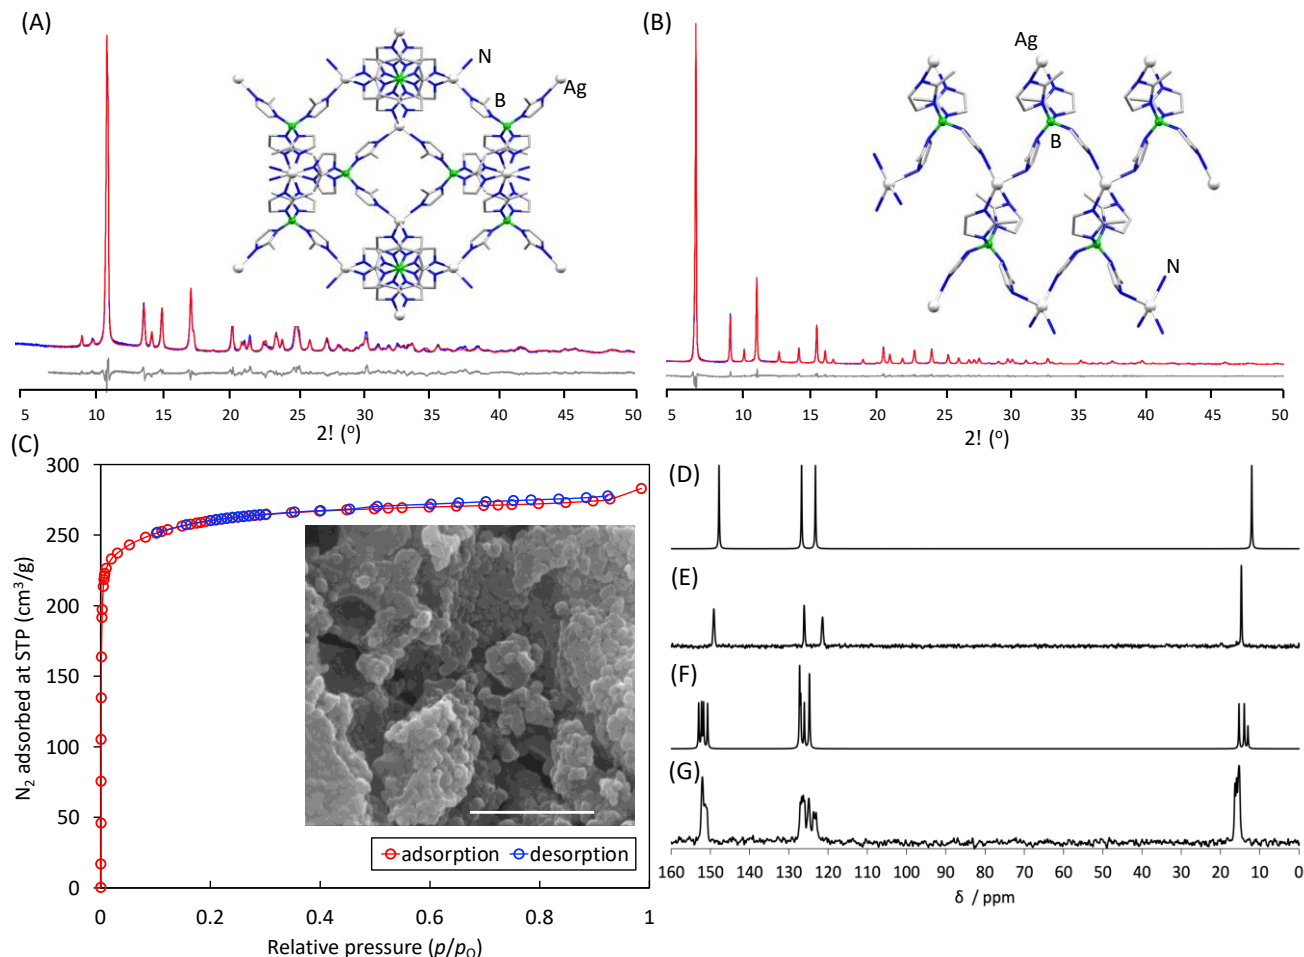 (A)
N
Ag
B
5 10 15 20 25 30 35 40 45 50
2! (o)
(B)
Ag
B
N
5 10 15 20 25 30 35 40 45 50
2! (o)
(C)
300
250
200
150
100
50
0
N2 adsorbed at STP (cm3/g)
adsorption desorption
0 0.2 0.4 0.6 0.8 1
Relative pressure (p/pO)
(D)
(E)
(F)
(G)
160 150 140 130 120 110 100 90 80 70 60 50 40 30 20 10 0
δ / ppm